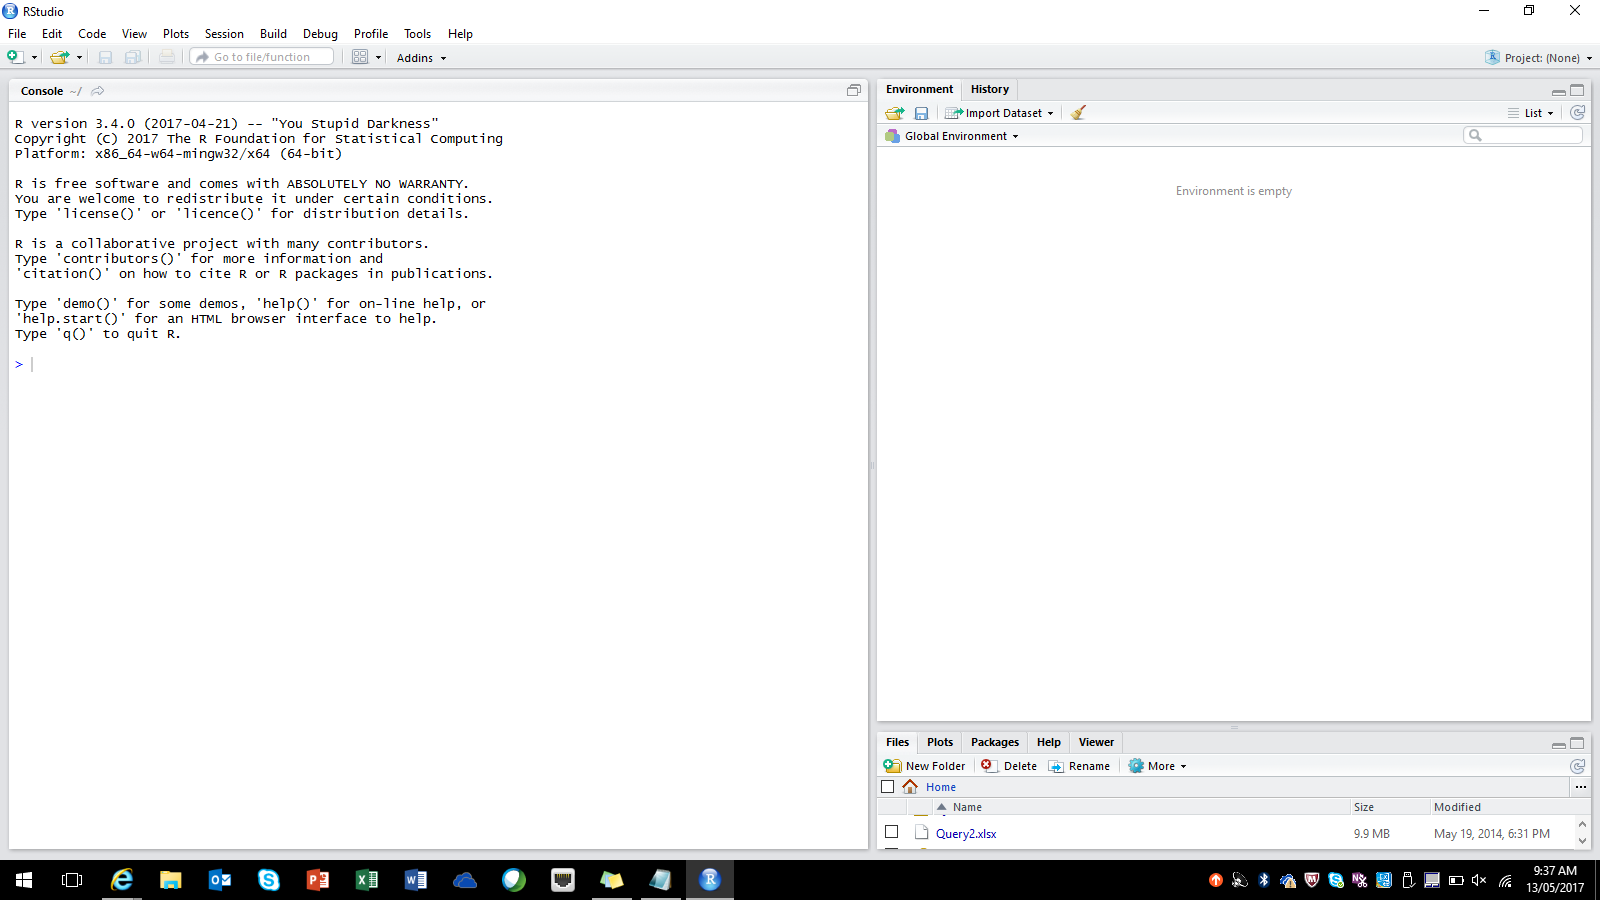 RStudio
File Edit Code View Plots Session Build Debug Profile Tools Help
Go to file/function Addins Project: (None)
Console ~/
R version 3.4.0 (2017-04-21) -- "You Stupid Darkness"
Copyright (C) 2017 The R Foundation for Statistical Computing
Platform: x86_64-w64-mingw32/x64 (64-bit)
R is free software and comes with ABSOLUTELY NO WARRANTY.
You are welcome to redistribute it under certain conditions.
Type 'license()' or 'licence()' for distribution details.
R is a collaborative project with many contributors.
Type 'contributors()' for more information and
'citation()' on how to cite R or R packages in publications.
Type 'demo()' for some demos, 'help()' for on-line help, or
'help.start()' for an HTML browser interface to help.
Type 'q()' to quit R.
>
Environment History
Import Dataset List
Global Environment
Environment is empty
Files Plots Packages Help Viewer
New Folder Delete Rename More
Home ...
Name Size Modified
Query2.xlsx 9.9 MB May 19, 2014, 6:31 PM
9:37 AM
13/05/2017